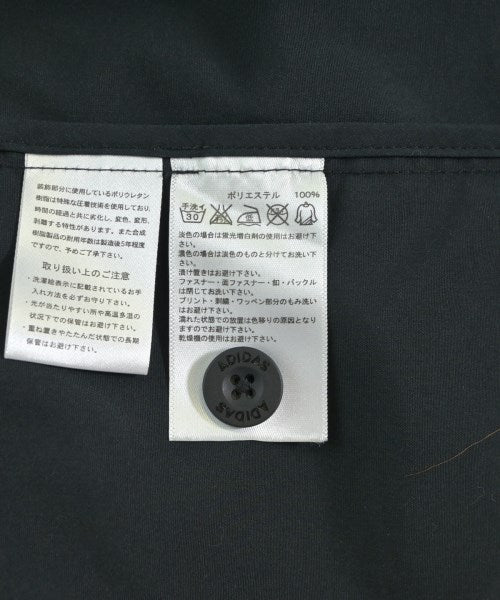 装飾部分に使用しているポリウレタン
樹脂は特殊な圧着技術を使用しており、
時間の経過と共に劣化し、変色、変形、
剥離する特性があります。また合成
樹脂製品の耐用年数は製造後5年程度
ですので、予めご了承下さい。
取り扱い上のご注意
・洗濯絵表示に記載されているお手
入れ方法を必ずお守り下さい。
・光が当たりやすい所や高温多湿の
状況下での保管はお避け下さい。
・重ね置きやたたんだ状態での長期
保管はお避け下さい。
ポリエステル 100%
手洗イ
30
低
淡色の場合は蛍光増白剤の使用はお避け下
さい。
濃色の場合は淡色のものと分けてお洗い下
さい。
漬け置きはお避け下さい。
ファスナー・面ファスナー・釦・バックル
は閉じてお洗い下さい。
プリント・刺繍・ワッペン部分のもみ洗い
はお避け下さい。
濡れた状態での放置は色移りの原因となり
ますのでお避け下さい。
乾燥機の使用はお避け下さい。
ADIDAS
ADIDAS